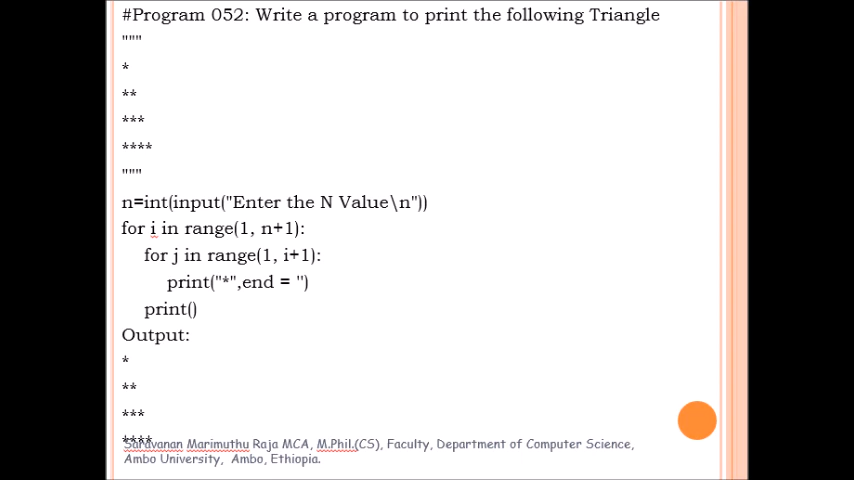 #Program 052: Write a program to print the following Triangle
"""
*
**
***
****
"""
n=int(input("Enter the N Value\n"))
for i in range(1, n+1):
for j in range(1, i+1):
print("*",end = '')
print()
Output:
*
**
***
****
Saravanan Marimuthu Raja MCA, M.Phil.(CS), Faculty, Department of Computer Science,
Ambo University, Ambo, Ethiopia.